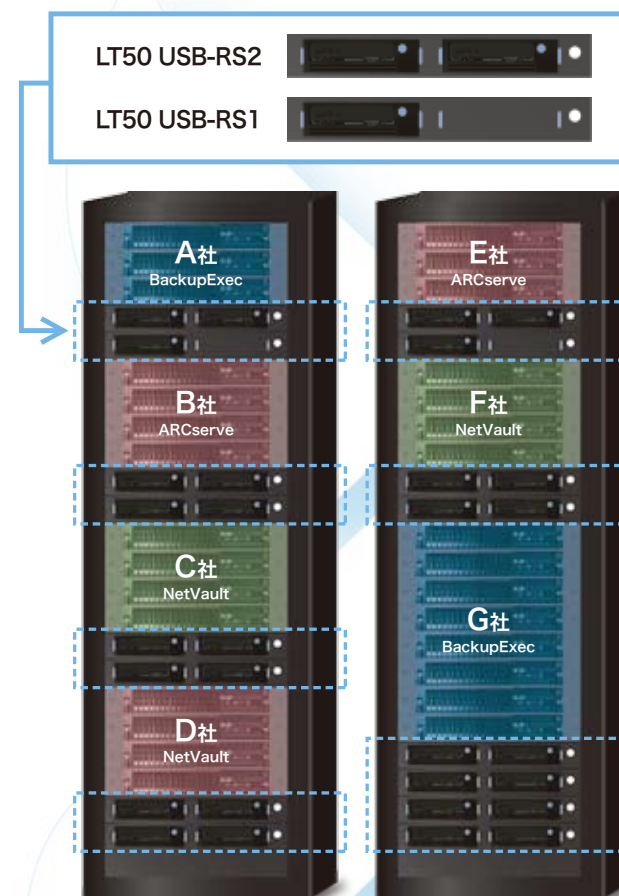 LT50 USB-RS2
LT50 USB-RS1
A社
BackupExec
B社
ARCserve
C社
NetVault
D社
NetVault
E社
ARCserve
F社
NetVault
G社
BackupExec